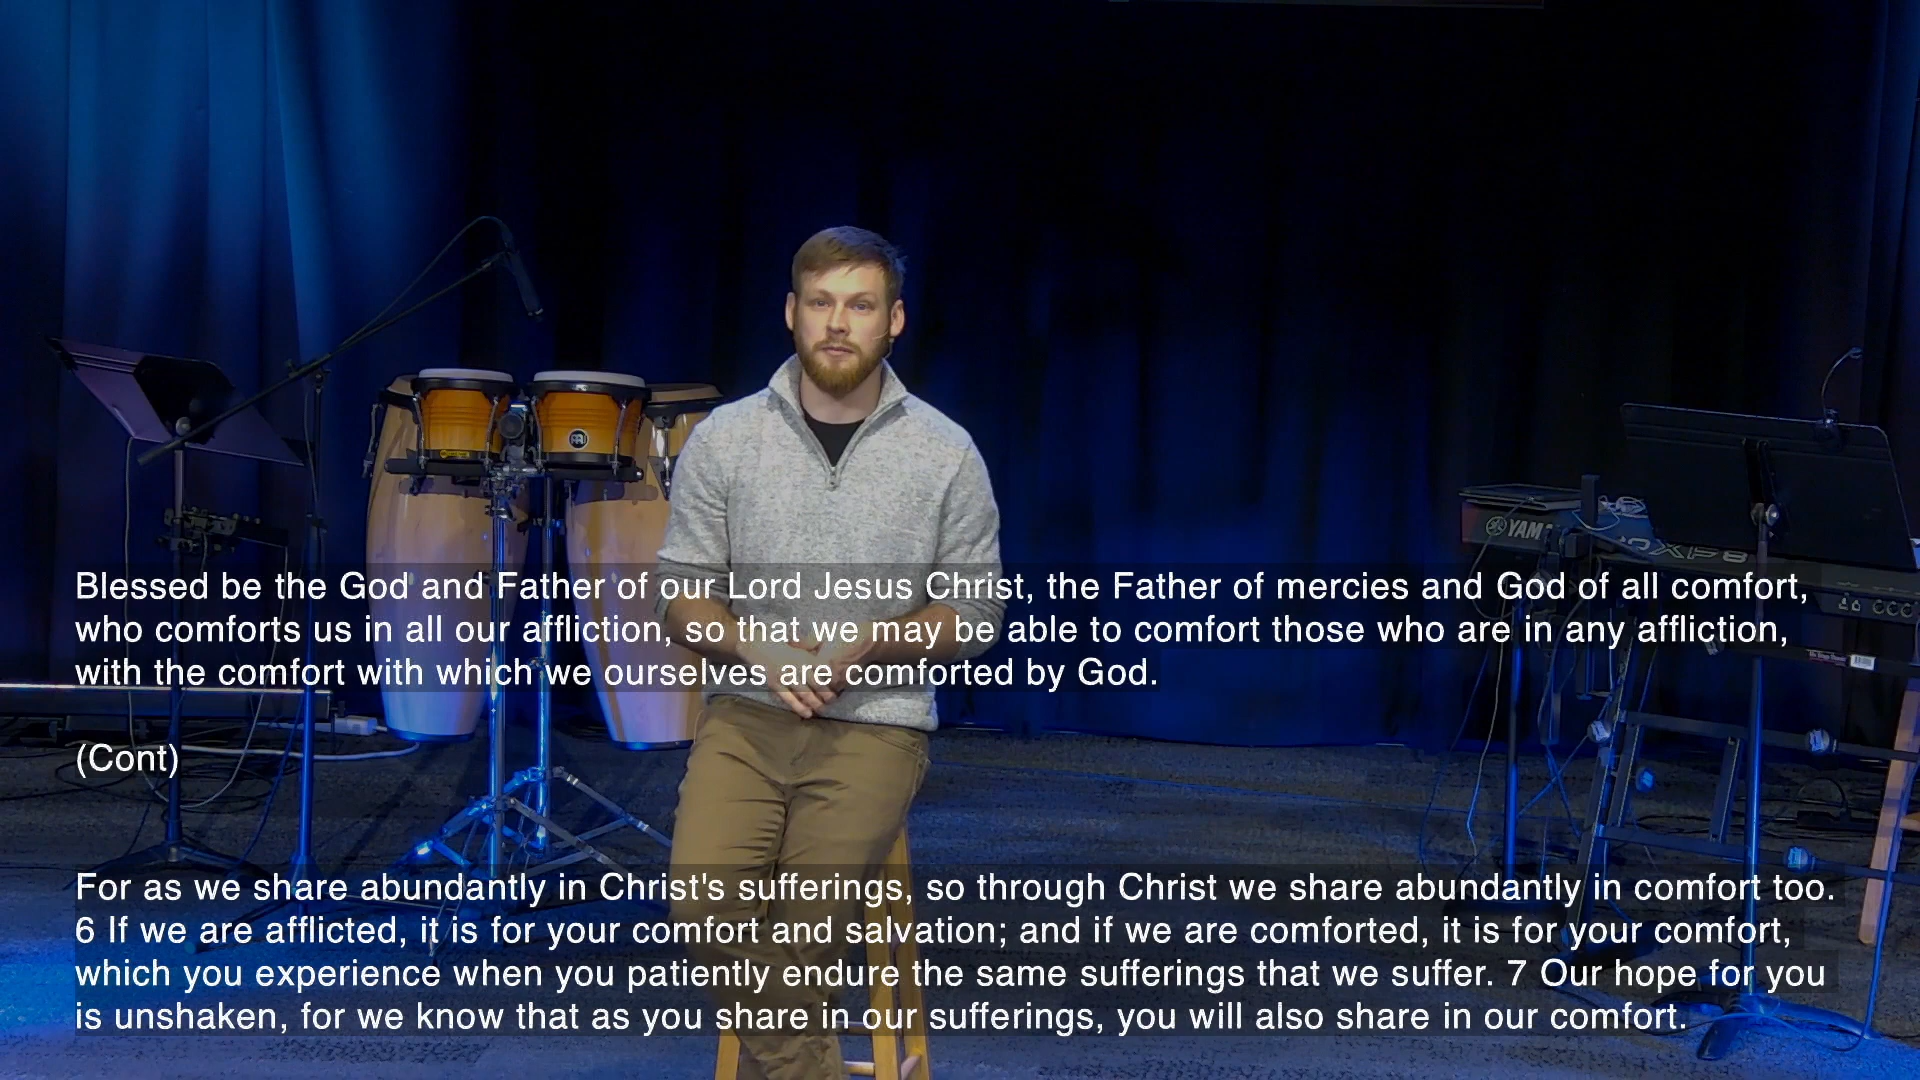 YAM
XF8
Blessed be the God and Father of our Lord Jesus Christ, the Father of mercies and God of all comfort,
who comforts us in all our affliction, so that we may be able to comfort those who are in any affliction,
with the comfort with which we ourselves are comforted by God.
(Cont)
For as we share abundantly in Christ's sufferings, so through Christ we share abundantly in comfort too.
6 If we are afflicted, it is for your comfort and salvation; and if we are comforted, it is for your comfort,
which you experience when you patiently endure the same sufferings that we suffer. 7 Our hope for you
is unshaken, for we know that as you share in our sufferings, you will also share in our comfort.